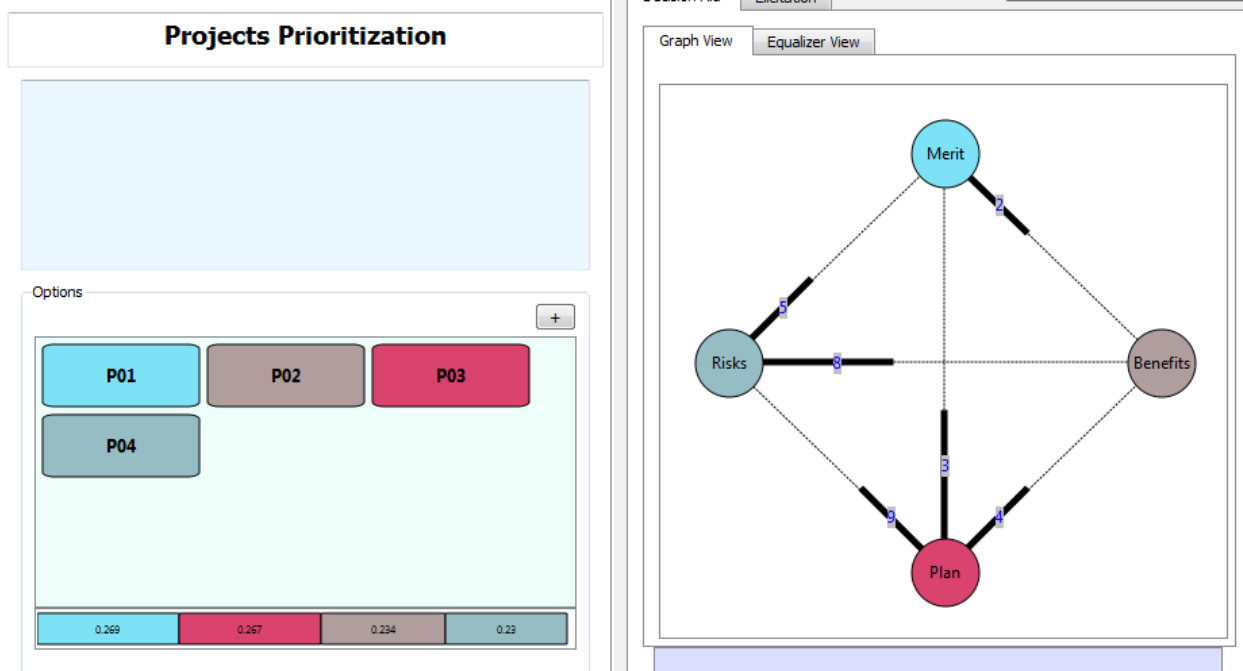 Projects Prioritization
Options
+
P01
P02
P03
P04
0.269
0.267
0.234
0.23
Elicitation
Graph View
Equalizer View
Merit
2
5
Risks
8
Benefits
3
9
4
Plan